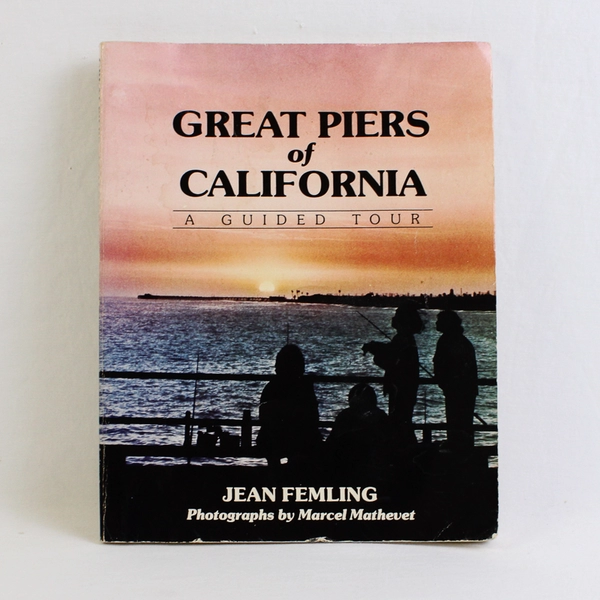 GREAT PIERS
of
CALIFORNIA
A GUIDED TOUR
JEAN FEMLING
Photographs by Marcel Mathevet